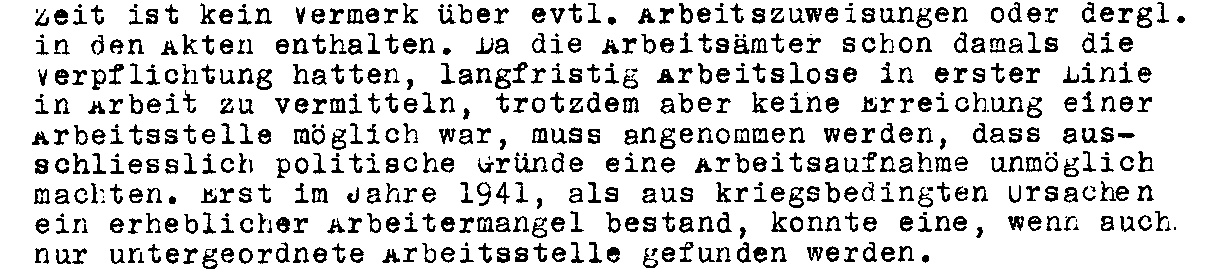 Zeit ist kein Vermerk über evtl. Arbeitszuweisungen oder dergl.
in den Akten enthalten. Da die Arbeitsämter schon damals die
Verpflichtung hatten, langfristig Arbeitslose in erster Linie
in Arbeit zu vermitteln, trotzdem aber keine Erreichung einer
Arbeitsstelle möglich war, muss angenommen werden, dass aus-
schliesslich politische Gründe eine Arbeitsaufnahme unmöglich
machten. Erst im Jahre 1941, als aus kriegsbedingten Ursachen
ein erheblicher Arbeitermangel bestand, konnte eine, wenn auch
nur untergeordnete Arbeitsstelle gefunden werden.